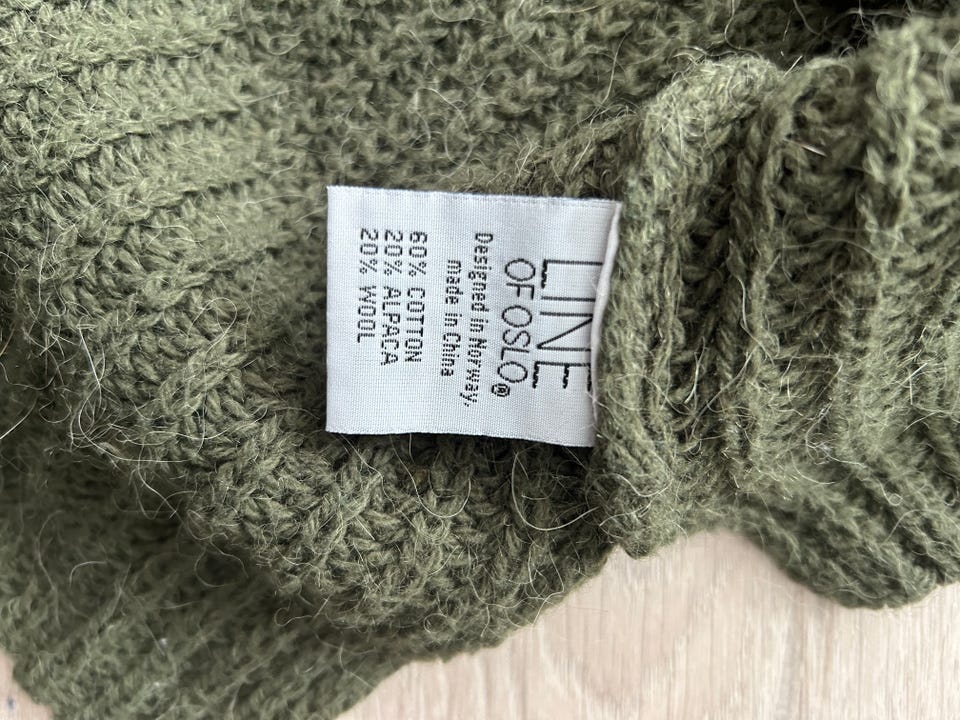 LINE
OF OSLO®
Designed in Norway,
made in China
60% COTTON
20% ALPACA
20% WOOL